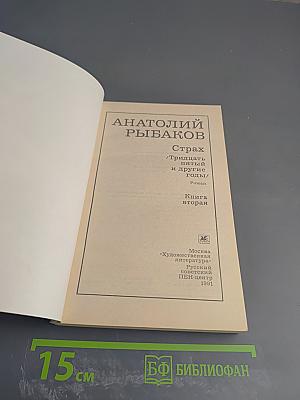 АНАТОЛИЙ
РЫБАКОВ
Страх
/Тридцать
пятый
и другие
годы/
Роман
Книга
вторая
Москва
«Художественная
литература»
Русский
советский
ПЕН-центр
1991
15 см
БФ БИБЛИОФАН